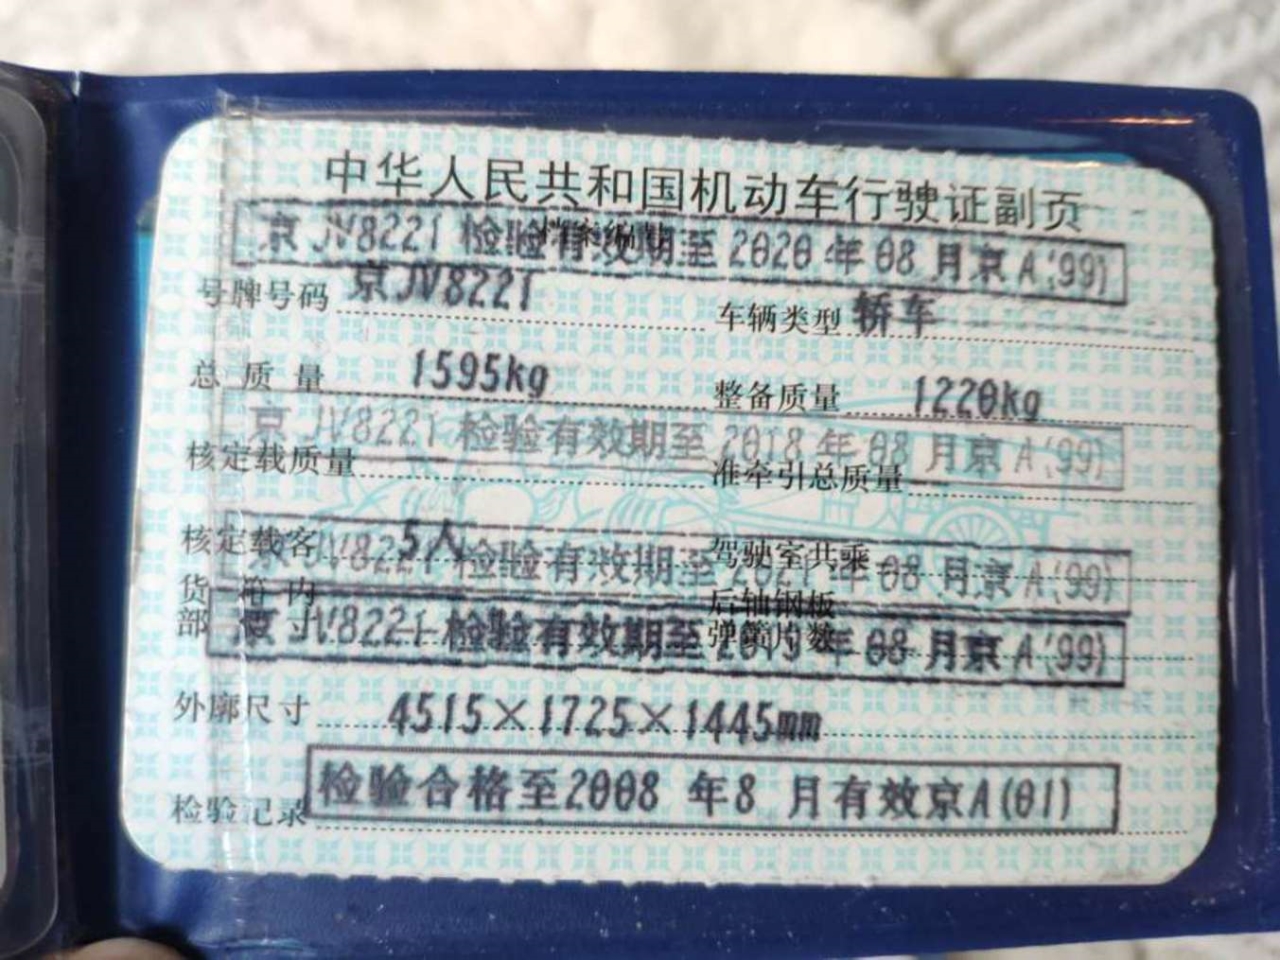 中华人民共和国机动车行驶证副页
京JV8221 检验有效期至 2020 年 08 月京 A(99)
号牌号码 京JV8221 车辆类型 轿车
总质量 1595kg 整备质量 1220kg
京JV8221 检验有效期至 2018 年 08 月京 A(99)
核定载质量 准牵引总质量
核定载客 5人 驾驶室共乘
京JV8221 检验有效期至 2021 年 08 月京 A(99)
货箱内 后轴钢板
部 寸 弹簧片数
京JV8221 检验有效期至 2019 年 08 月京 A(99)
外廓尺寸 4515×1725×1445mm
检验记录 检验合格至2008 年8 月有效京A(01)